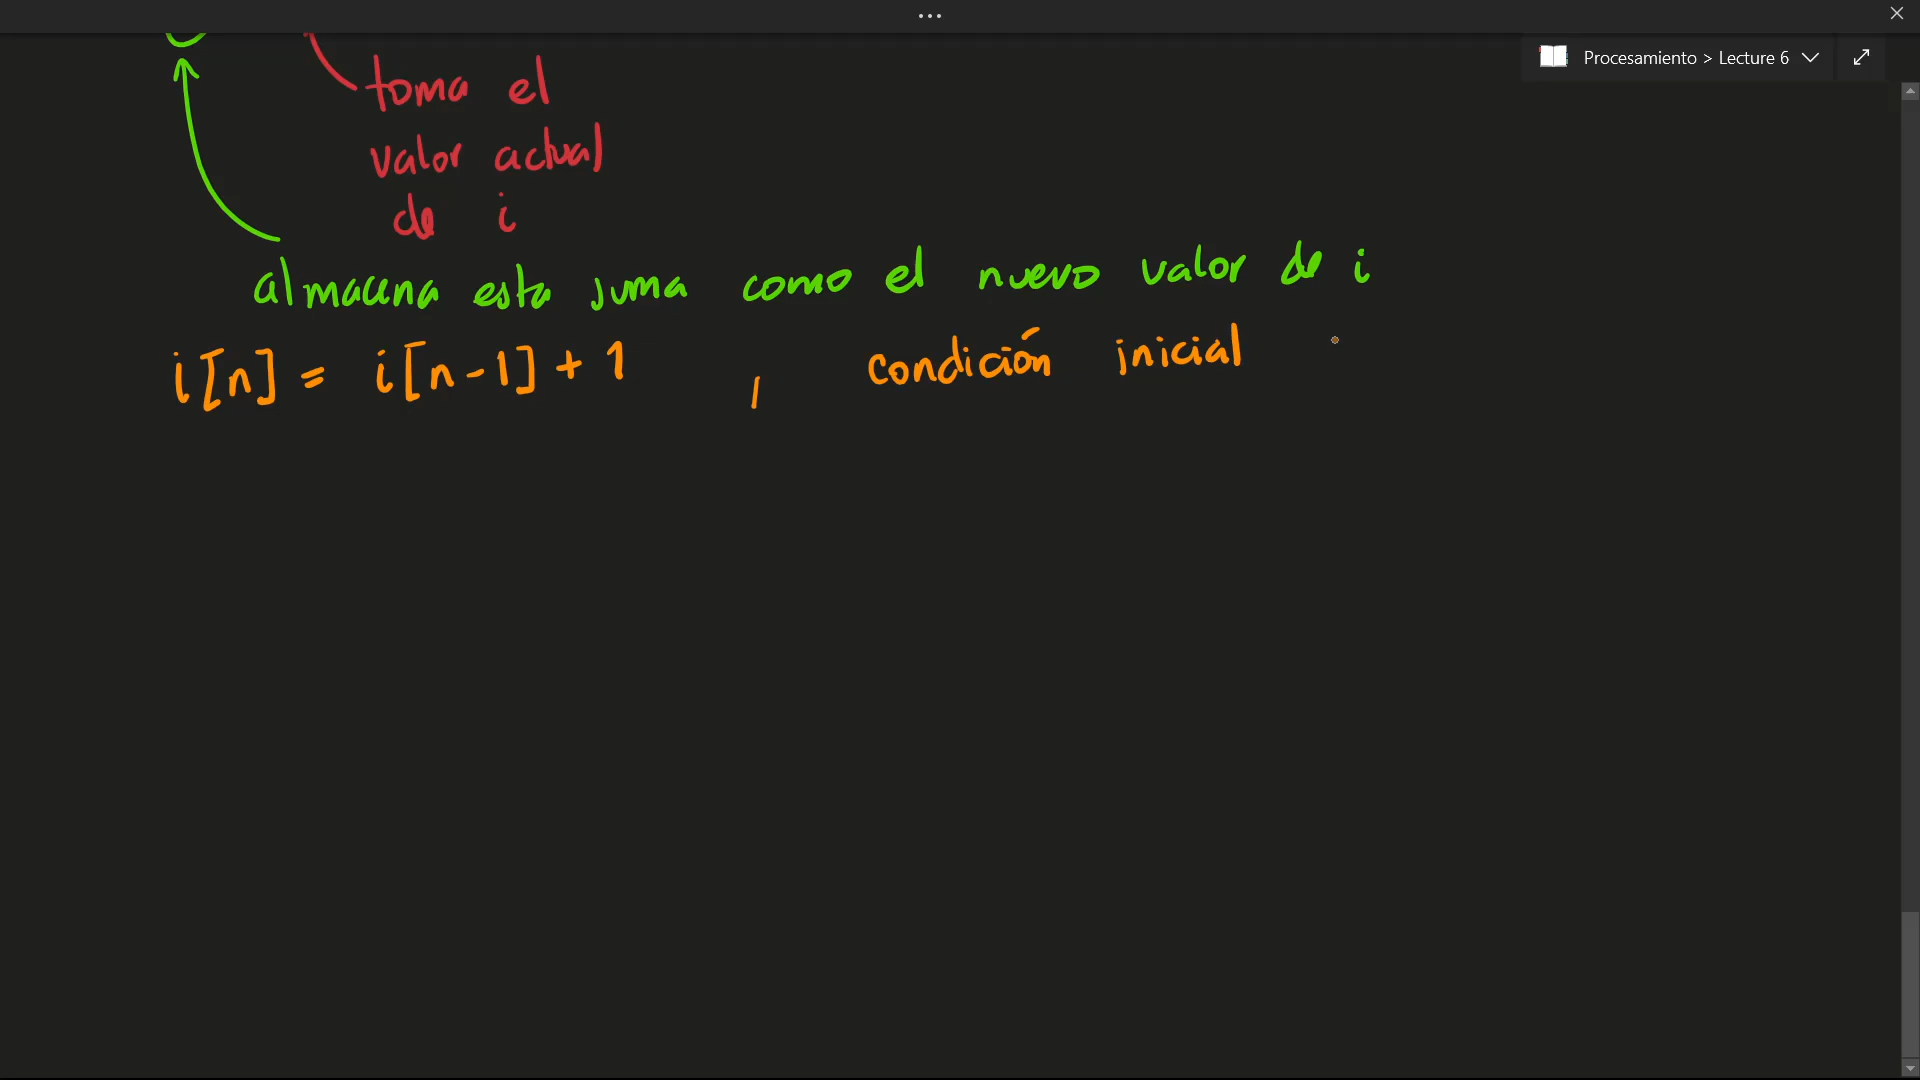 Procesamiento > Lecture 6
toma el
valor actual
de i
almacena esta suma como el nuevo valor de i
i[n] = i[n-1] + 1 , condición inicial